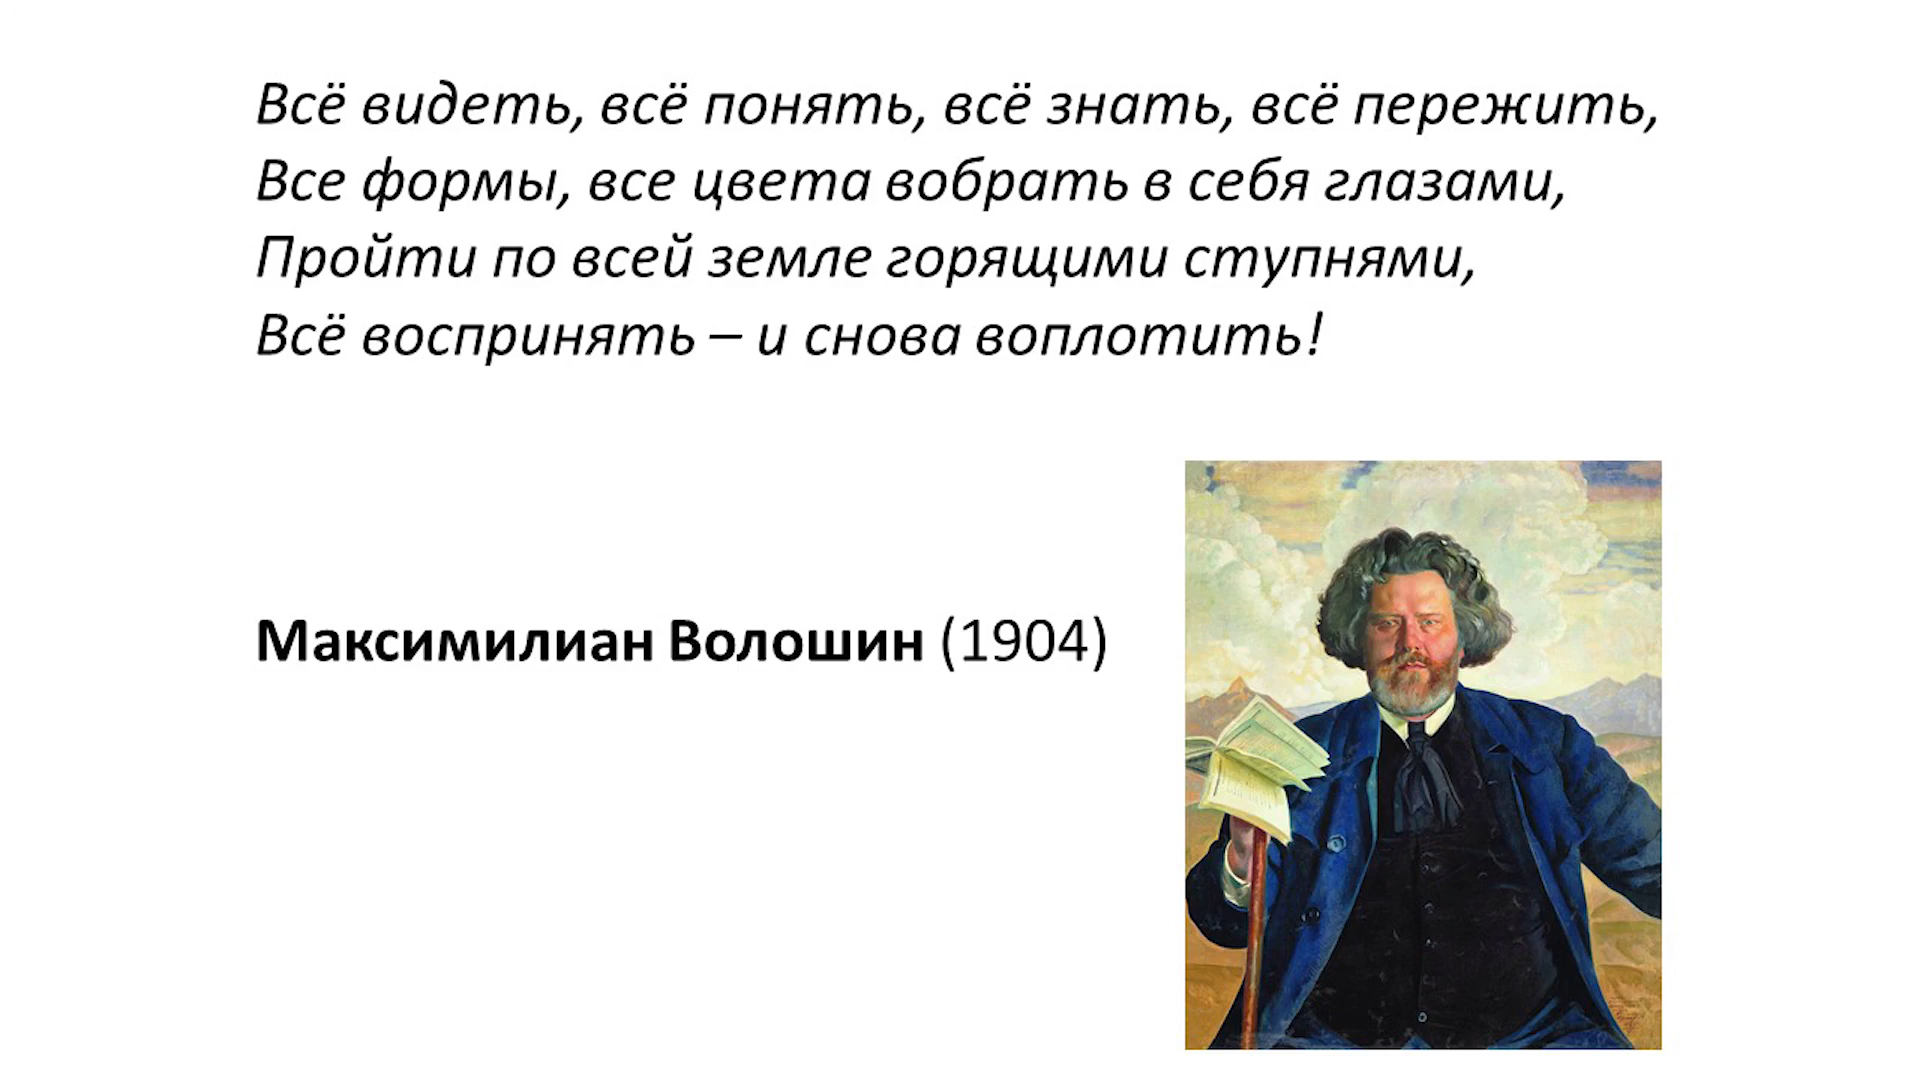 Всё видеть, всё понять, всё знать, всё пережить,
Все формы, все цвета вобрать в себя глазами,
Пройти по всей земле горящими ступнями,
Всё воспринять – и снова воплотить!
Максимилиан Волошин (1904)